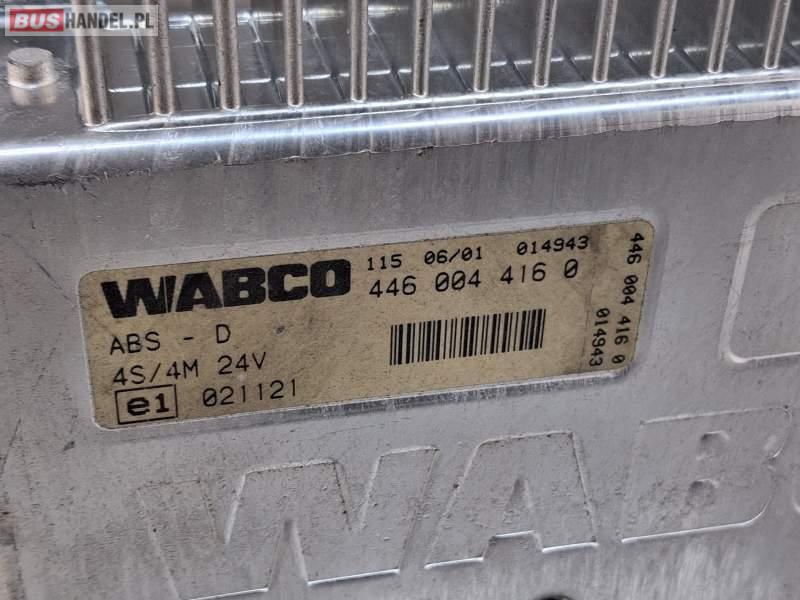 BUSHANDEL.PL
115 06/01 014943
WABCO 446 004 416 0
ABS - D
4S/4M 24V
e1 021121
446 004 416 0
014943
WABC